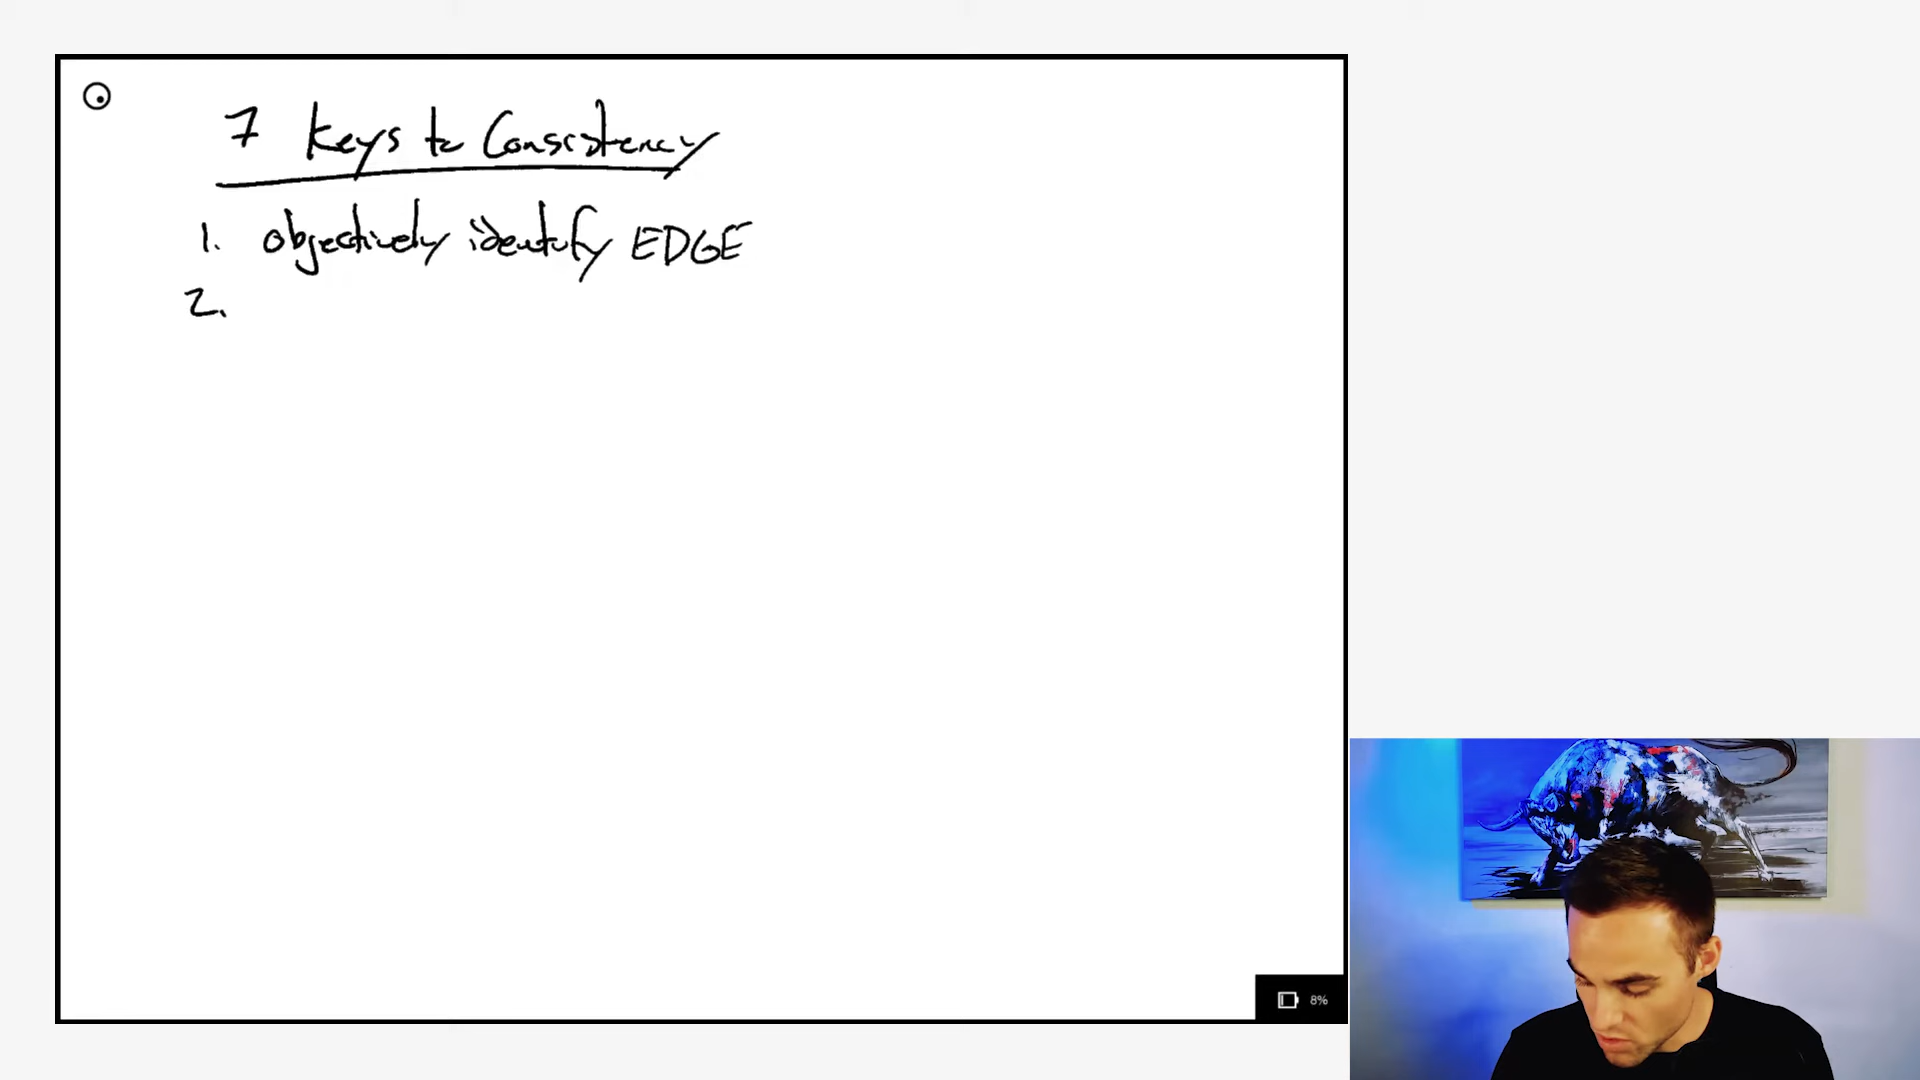 7 Keys to Consistency
1. objectively identify EDGE
2.
8%